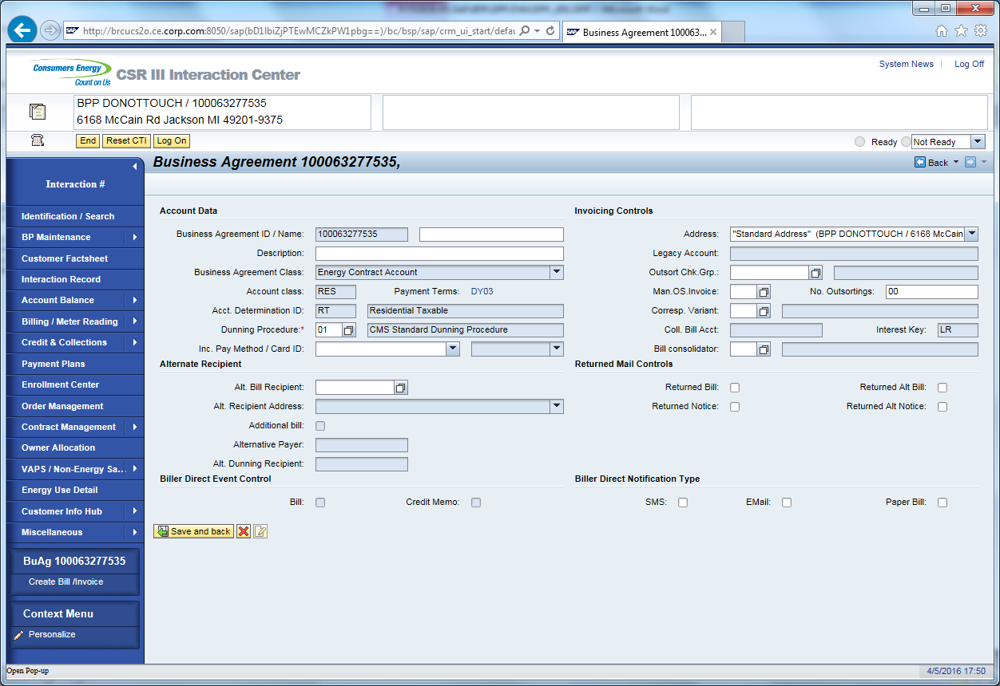 http://brcucs2o.ce.corp.com:8050/sap(bD1lbiZjPTEwMCZkPW1pbg==)/bc/bsp/sap/crm_ui_start/defau
SAP Business Agreement 100063...
Consumers Energy
Count on Us
CSR III Interaction Center
System News | Log Off
BPP DONOTTOUCH / 100063277535
6168 McCain Rd Jackson MI 49201-9375
End Reset CTI Log On
Ready Not Ready
Business Agreement 100063277535,
Back
Interaction #
Identification / Search
BP Maintenance
Customer Factsheet
Interaction Record
Account Balance
Billing / Meter Reading
Credit & Collections
Payment Plans
Enrollment Center
Order Management
Contract Management
Owner Allocation
VAPS / Non-Energy Sa...
Energy Use Detail
Customer Info Hub
Miscellaneous
BuAg 100063277535
Create Bill /Invoice
Context Menu
Personalize
Account Data
Business Agreement ID / Name: 100063277535
Description:
Business Agreement Class: Energy Contract Account
Account class: RES Payment Terms: DY03
Acct. Determination ID: RT Residential Taxable
Dunning Procedure:* 01 CMS Standard Dunning Procedure
Inc. Pay Method / Card ID:
Alternate Recipient
Alt. Bill Recipient:
Alt. Recipient Address:
Additional bill:
Alternative Payer:
Alt. Dunning Recipient:
Biller Direct Event Control
Bill: Credit Memo:
Save and back
Invoicing Controls
Address: "Standard Address" (BPP DONOTTOUCH / 6168 McCain
Legacy Account:
Outsort Chk.Grp.:
Man.OS.Invoice: No. Outsortings: 00
Corresp. Variant:
Coll. Bill Acct: Interest Key: LR
Bill consolidator:
Returned Mail Controls
Returned Bill: Returned Alt Bill:
Returned Notice: Returned Alt Notice:
Biller Direct Notification Type
SMS: EMail: Paper Bill:
Open Pop-up
4/5/2016 17:50